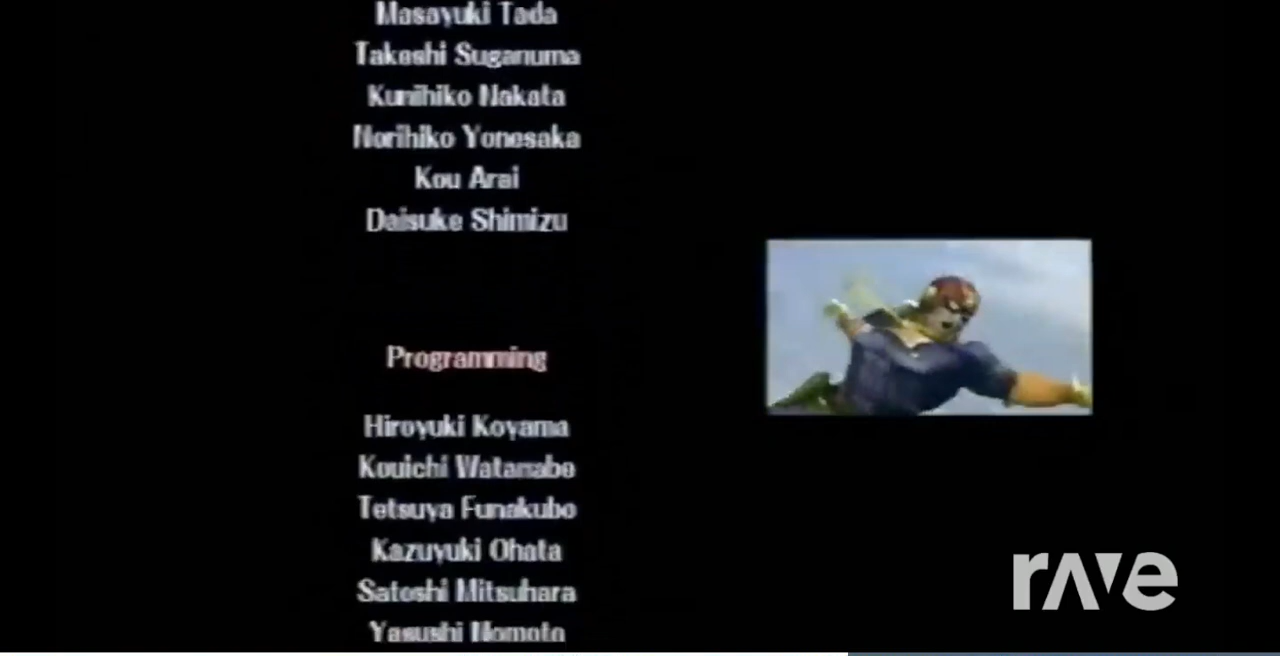 Masayuki Tada
Takeshi Suganuma
Kunihiko Nakata
Norihiko Yonesaka
Kou Arai
Daisuke Shimizu
Programming
Hiroyuki Koyama
Kouichi Watanabe
Tetsuya Funakubo
Kazuyuki Ohata
Satoshi Mitsuhara
Yasushi Nomoto
rave